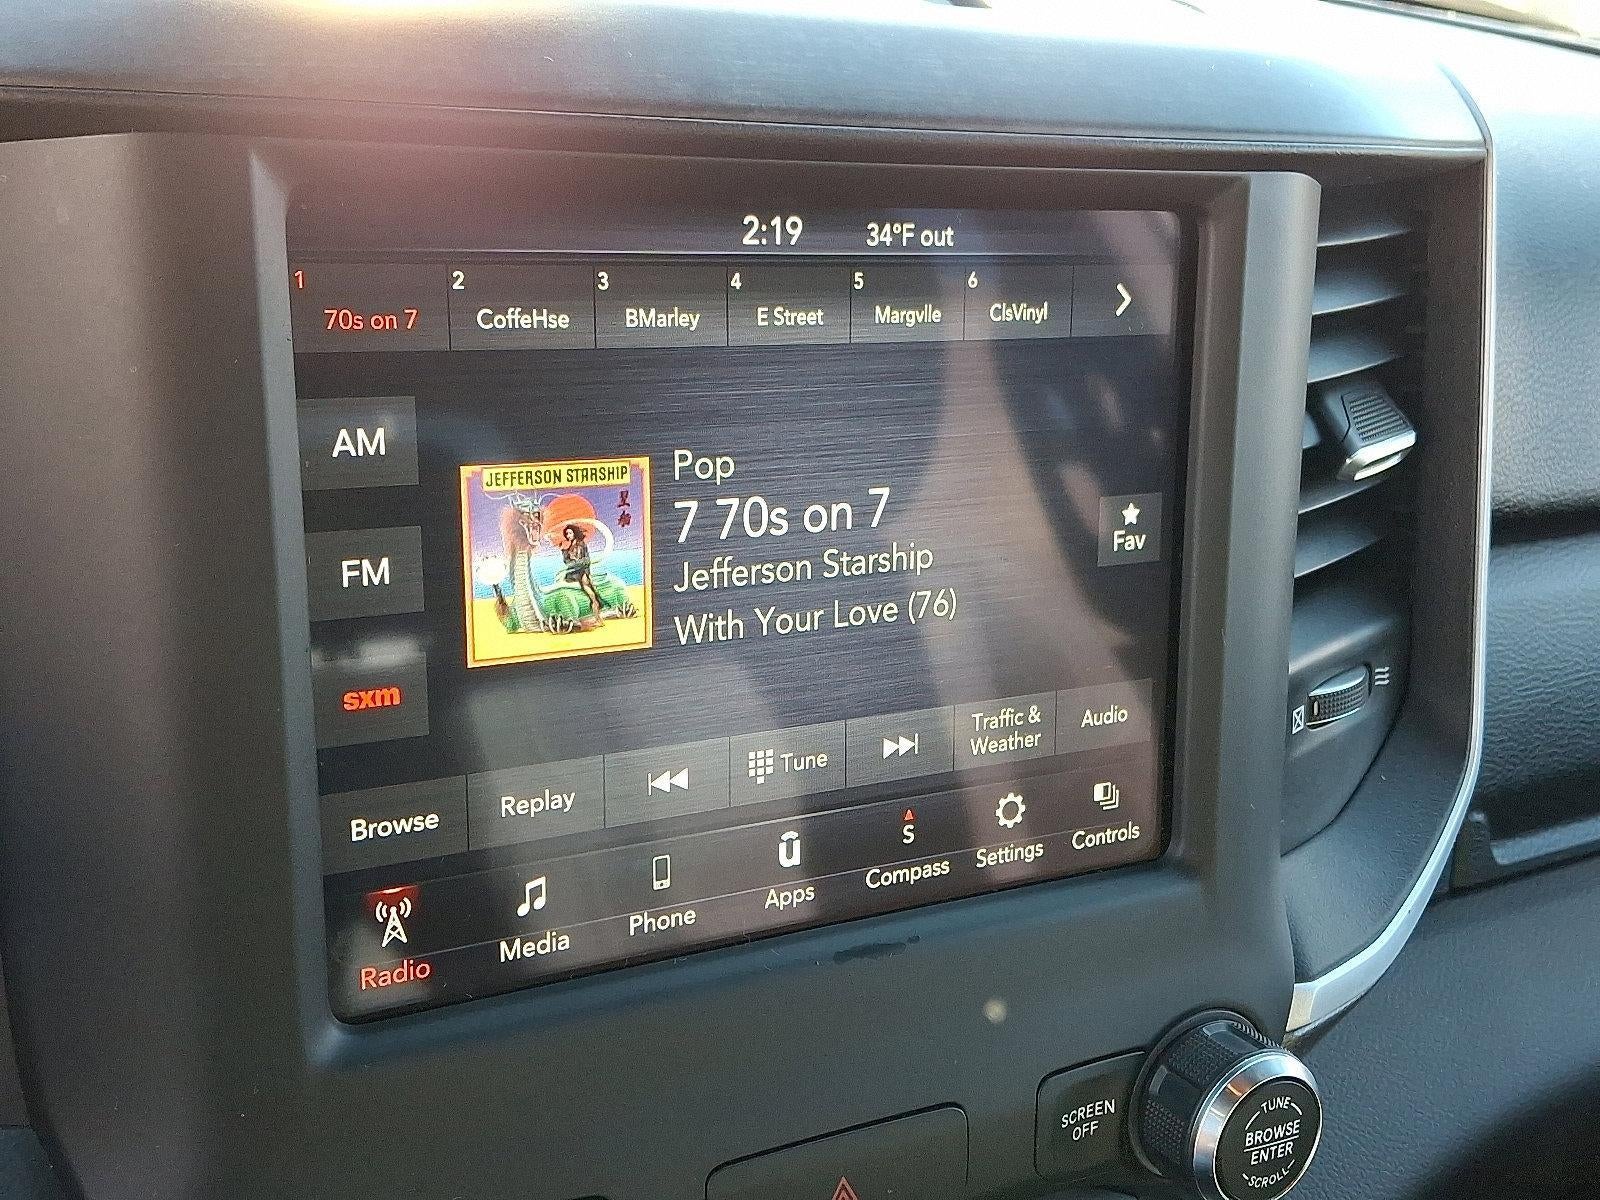 2:19 34°F out
1 2 3 4 5 6
70s on 7 CoffeHse BMarley E Street Margvlle ClsVinyl
AM
FM
sxm
JEFFERSON STARSHIP
Pop
7 70s on 7
Jefferson Starship
With Your Love (76)
Fav
Browse Replay Tune Traffic &
Weather Audio
Radio Media Phone Apps S
Compass Settings Controls
SCREEN
OFF
TUNE
BROWSE
ENTER
SCROLL